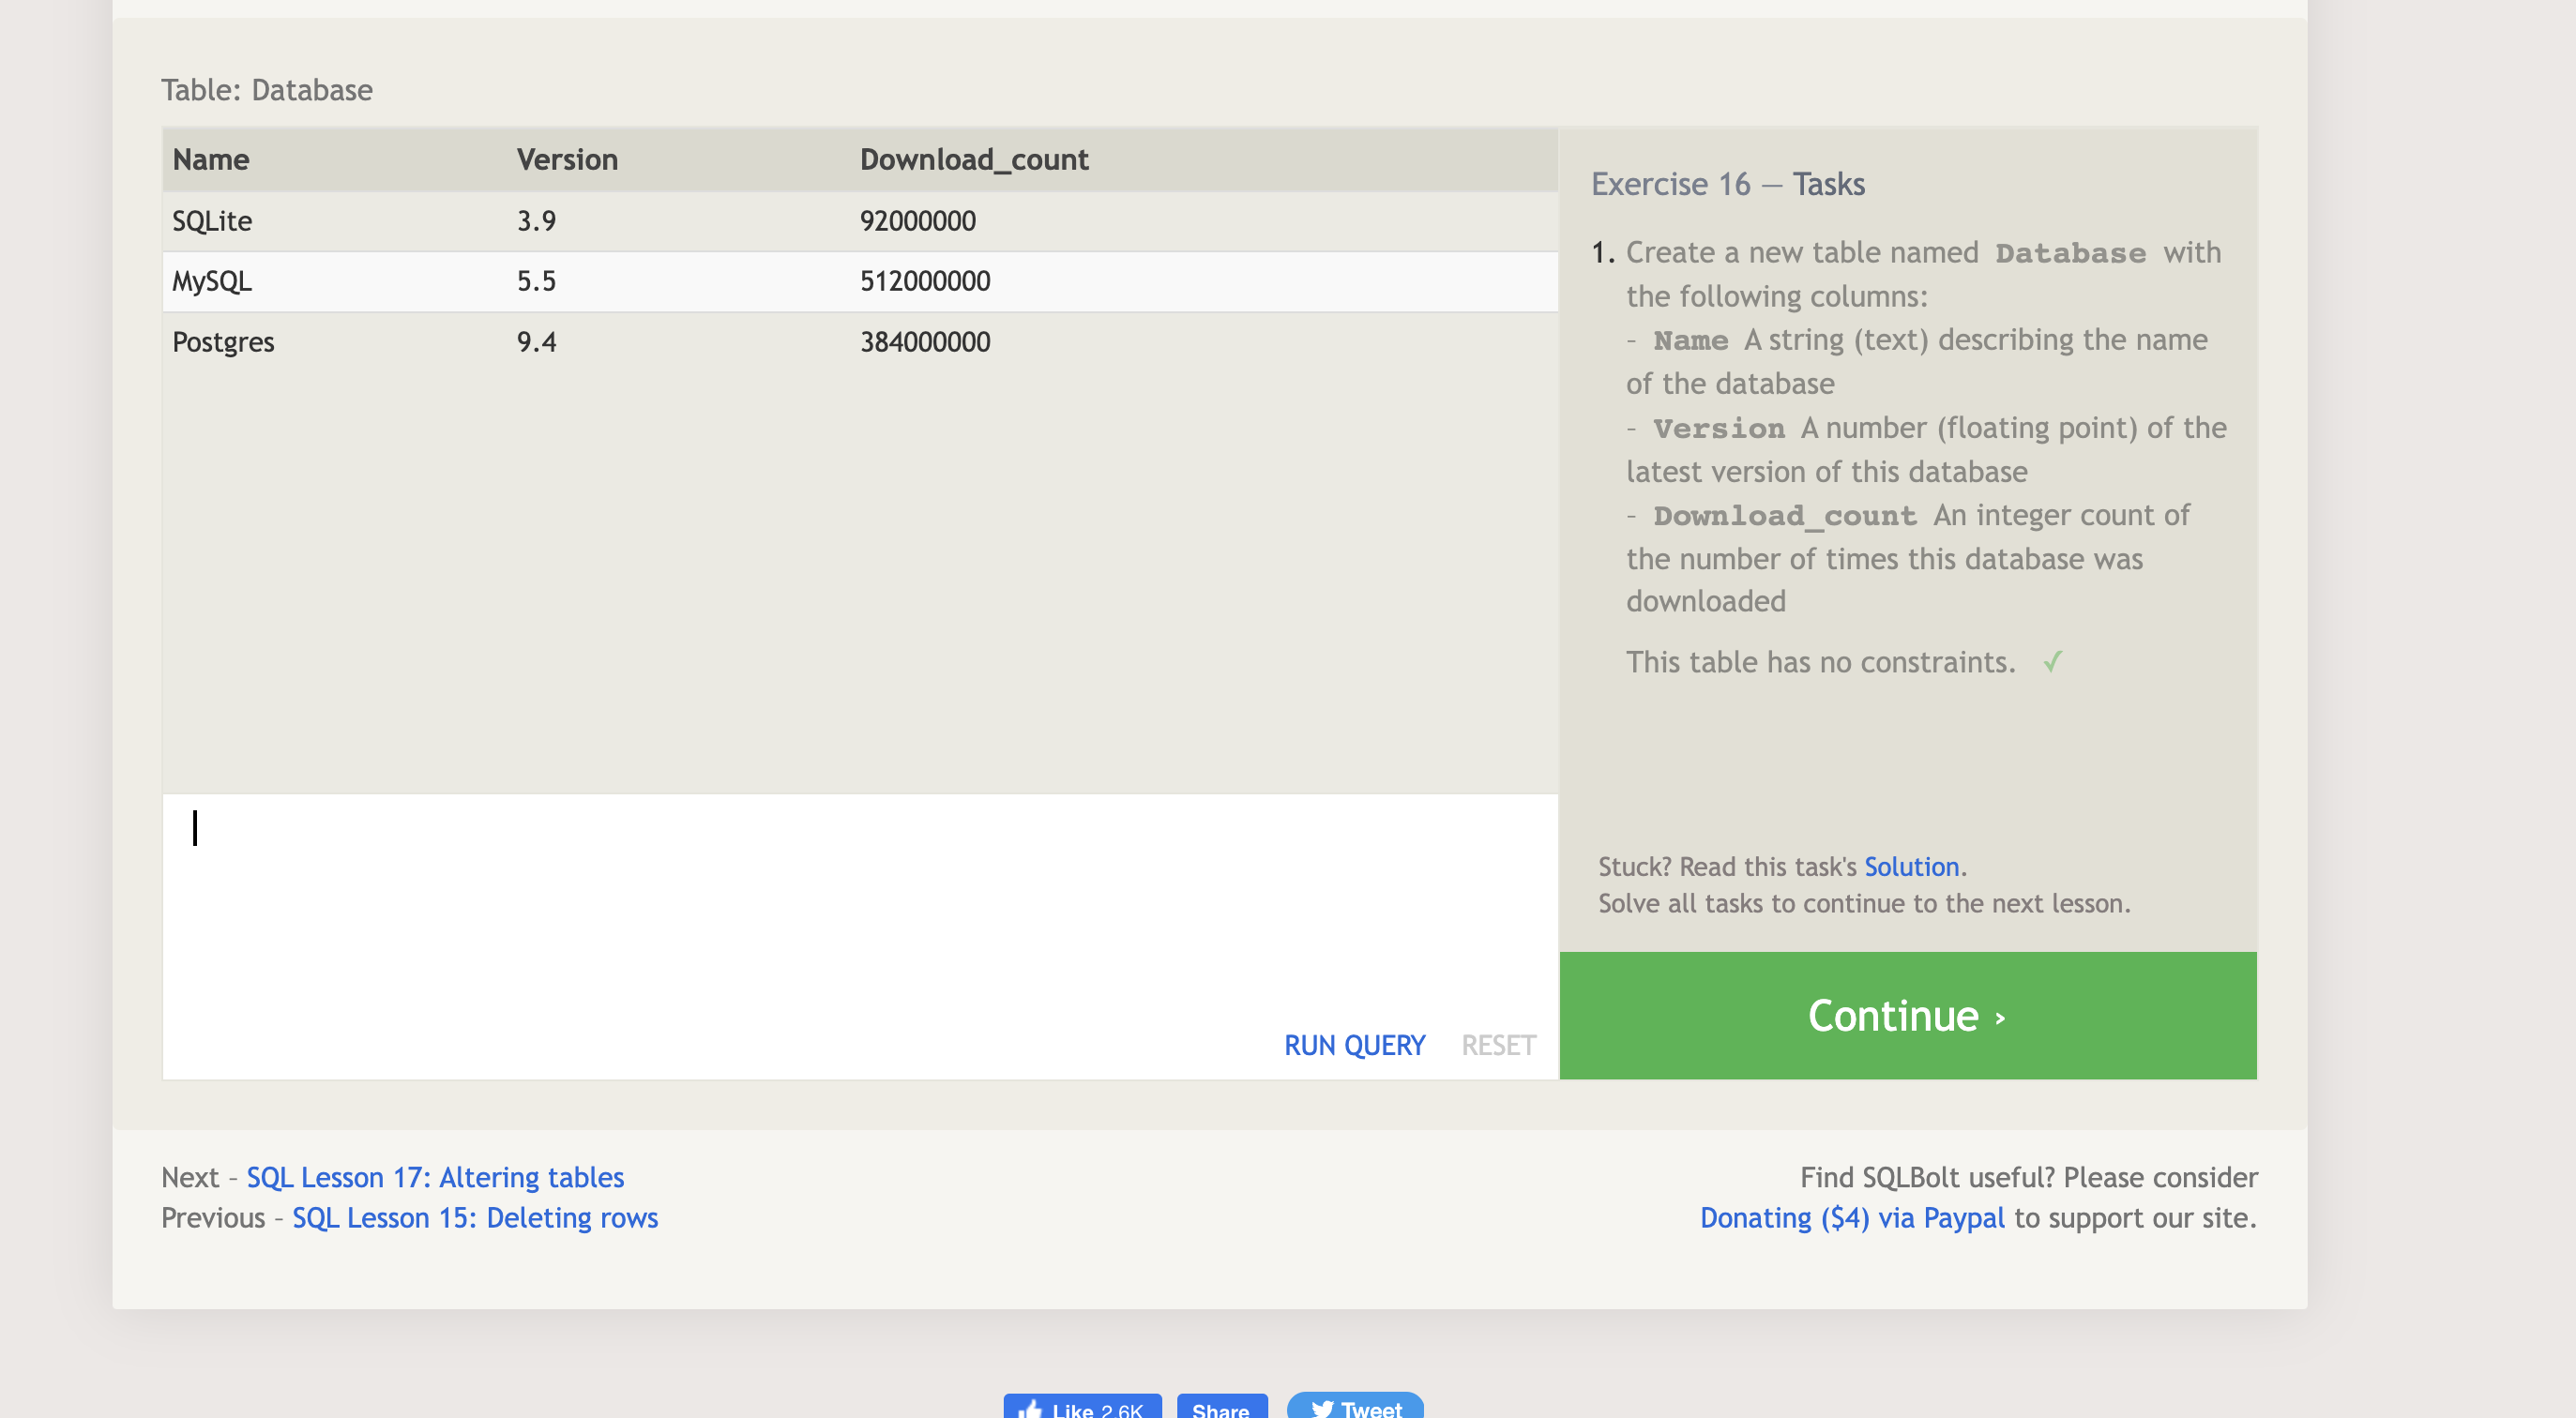 Table: Database
Name Version Download_count
SQLite 3.9 92000000
MySQL 5.5 512000000
Postgres 9.4 384000000
Exercise 16 — Tasks
1. Create a new table named Database with
the following columns:
– Name A string (text) describing the name
of the database
– Version A number (floating point) of the
latest version of this database
– Download_count An integer count of
the number of times this database was
downloaded
This table has no constraints. ✓
Stuck? Read this task's Solution.
Solve all tasks to continue to the next lesson.
RUN QUERY RESET
Continue ›
Next – SQL Lesson 17: Altering tables
Previous – SQL Lesson 15: Deleting rows
Find SQLBolt useful? Please consider
Donating ($4) via Paypal to support our site.
Like 2.6K Share Tweet